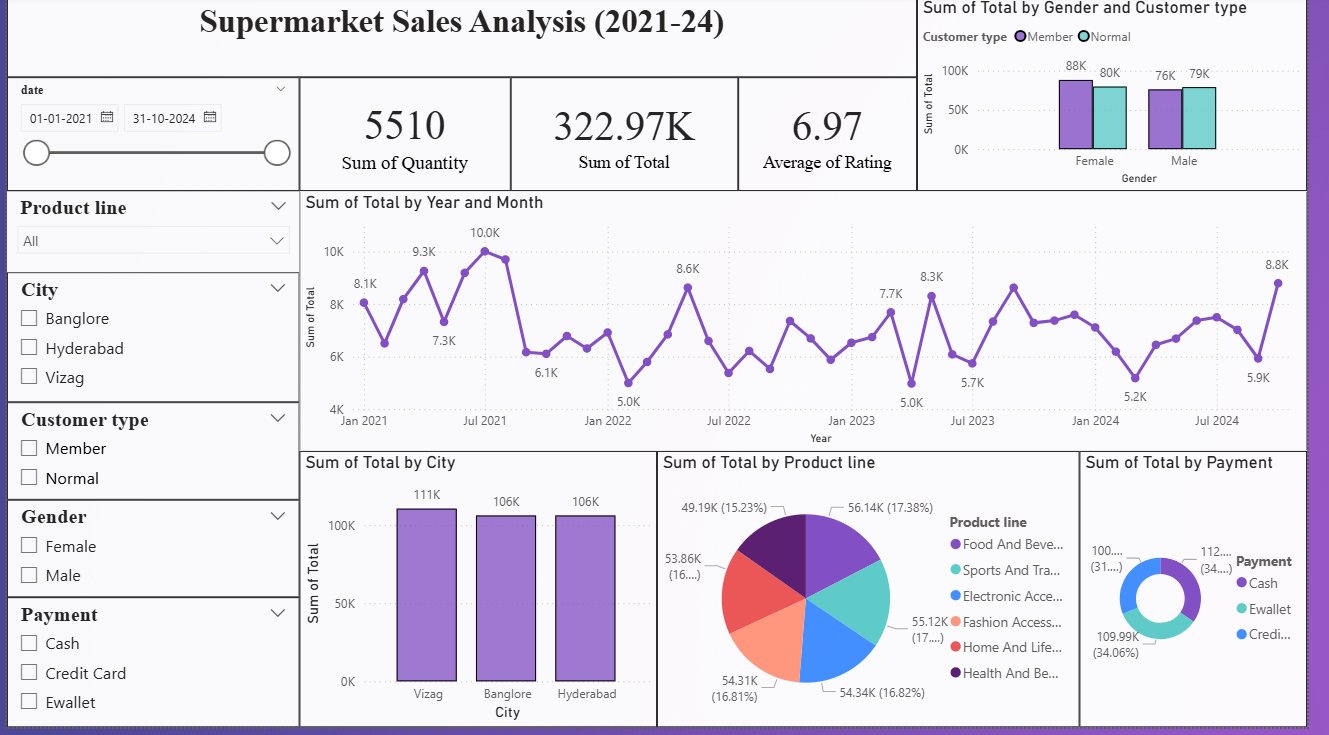 Supermarket Sales Analysis (2021-24)
date
01-01-2021
31-10-2024
5510
Sum of Quantity
322.97K
Sum of Total
6.97
Average of Rating
Sum of Total by Gender and Customer type
Customer type Member Normal
Sum of Total
100K
50K
0K
88K
80K
76K
79K
Female
Male
Gender
Product line
All
City
Banglore
Hyderabad
Vizag
Customer type
Member
Normal
Gender
Female
Male
Payment
Cash
Credit Card
Ewallet
Sum of Total by Year and Month
Sum of Total
10K
8K
6K
4K
8.1K
9.3K
7.3K
10.0K
6.1K
5.0K
8.6K
7.7K
5.0K
8.3K
5.7K
5.2K
5.9K
8.8K
Jan 2021
Jul 2021
Jan 2022
Jul 2022
Jan 2023
Jul 2023
Jan 2024
Jul 2024
Year
Sum of Total by City
Sum of Total
100K
50K
0K
111K
106K
106K
Vizag
Banglore
Hyderabad
City
Sum of Total by Product line
49.19K (15.23%)
56.14K (17.38%)
53.86K
(16....)
55.12K
(17....)
54.31K
(16.81%)
54.34K (16.82%)
Product line
Food And Beve...
Sports And Tra...
Electronic Acce...
Fashion Access...
Home And Life...
Health And Be...
Sum of Total by Payment
100....
(31....)
112....
(34....)
109.99K
(34.06%)
Payment
Cash
Ewallet
Credi...